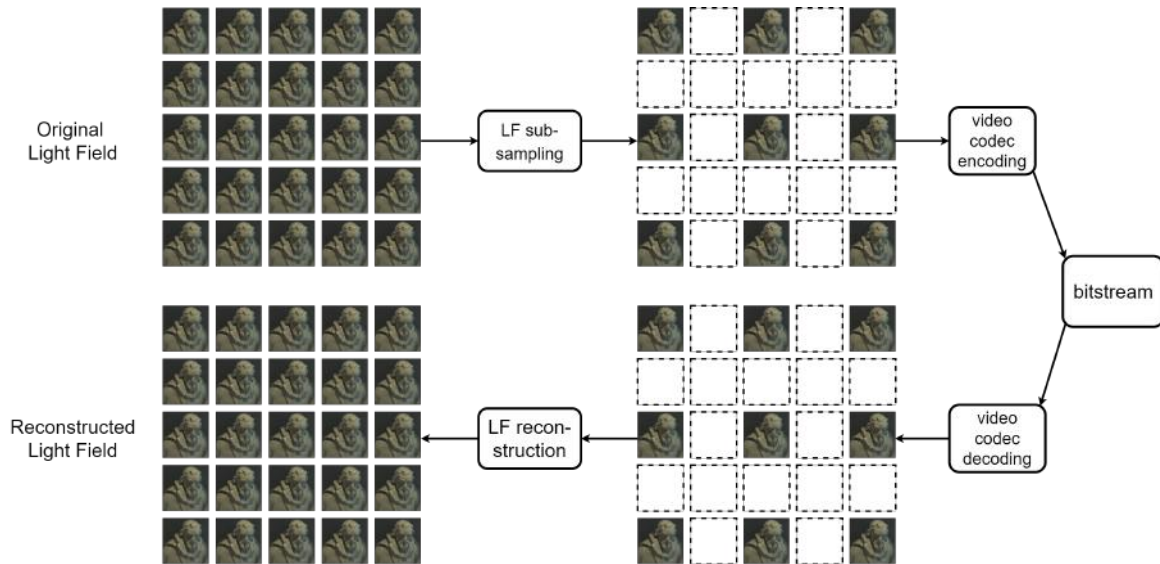 Original
Light Field
LF sub-
sampling
video
codec
encoding
bitstream
Reconstructed
Light Field
LF recon-
struction
video
codec
decoding